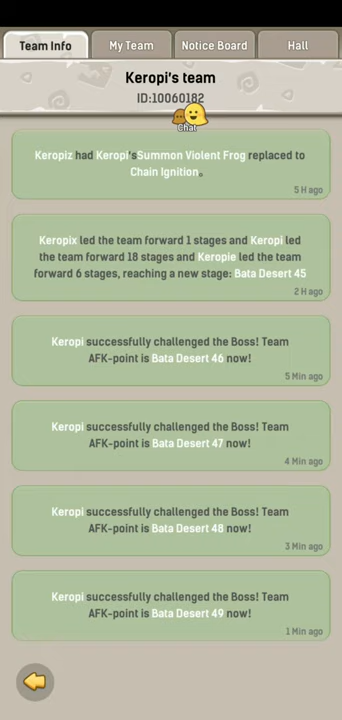 Team Info
My Team
Notice Board
Hall
Keropi's team
ID:10060182
Chat
Keropiz had Keropi'sSummon Violent Frog replaced to
Chain Ignition。
5 H ago
Keropix led the team forward 1 stages and Keropi led
the team forward 18 stages and Keropie led the team
forward 6 stages, reaching a new stage: Bata Desert 45
2 H ago
Keropi successfully challenged the Boss! Team
AFK-point is Bata Desert 46 now!
5 Min ago
Keropi successfully challenged the Boss! Team
AFK-point is Bata Desert 47 now!
4 Min ago
Keropi successfully challenged the Boss! Team
AFK-point is Bata Desert 48 now!
3 Min ago
Keropi successfully challenged the Boss! Team
AFK-point is Bata Desert 49 now!
1 Min ago